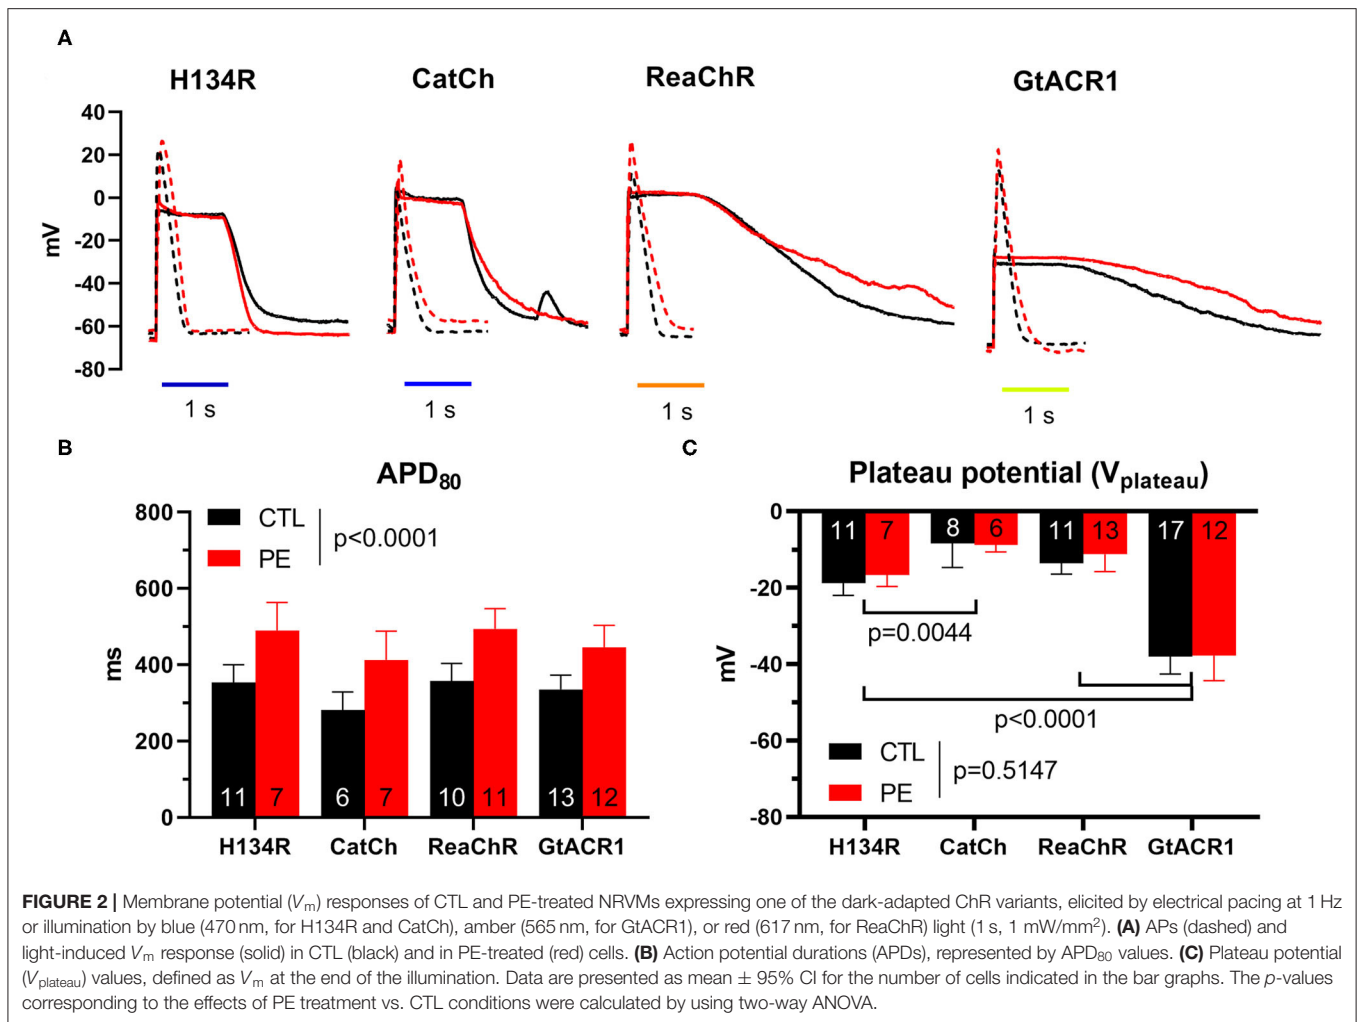 A
H134R CatCh ReaChR GtACR1
40
20
0
-20
-40
-60
-80
mV
1 s 1 s 1 s 1 s
B
APD80
800
600
400
200
0
ms
CTL
PE
p<0.0001
11 7 6 7 10 11 13 12
H134R CatCh ReaChR GtACR1
C
Plateau potential (Vplateau)
0
-20
-40
-60
-80
mV
11 7 8 6 11 13 17 12
p=0.0044
p<0.0001
CTL
PE
p=0.5147
H134R CatCh ReaChR GtACR1
FIGURE 2 | Membrane potential (Vm) responses of CTL and PE-treated NRVMs expressing one of the dark-adapted ChR variants, elicited by electrical pacing at 1 Hz
or illumination by blue (470 nm, for H134R and CatCh), amber (565 nm, for GtACR1), or red (617 nm, for ReaChR) light (1 s, 1 mW/mm²). (A) APs (dashed) and
light-induced Vm response (solid) in CTL (black) and in PE-treated (red) cells. (B) Action potential durations (APDs), represented by APD80 values. (C) Plateau potential
(Vplateau) values, defined as Vm at the end of the illumination. Data are presented as mean ± 95% CI for the number of cells indicated in the bar graphs. The p-values
corresponding to the effects of PE treatment vs. CTL conditions were calculated by using two-way ANOVA.